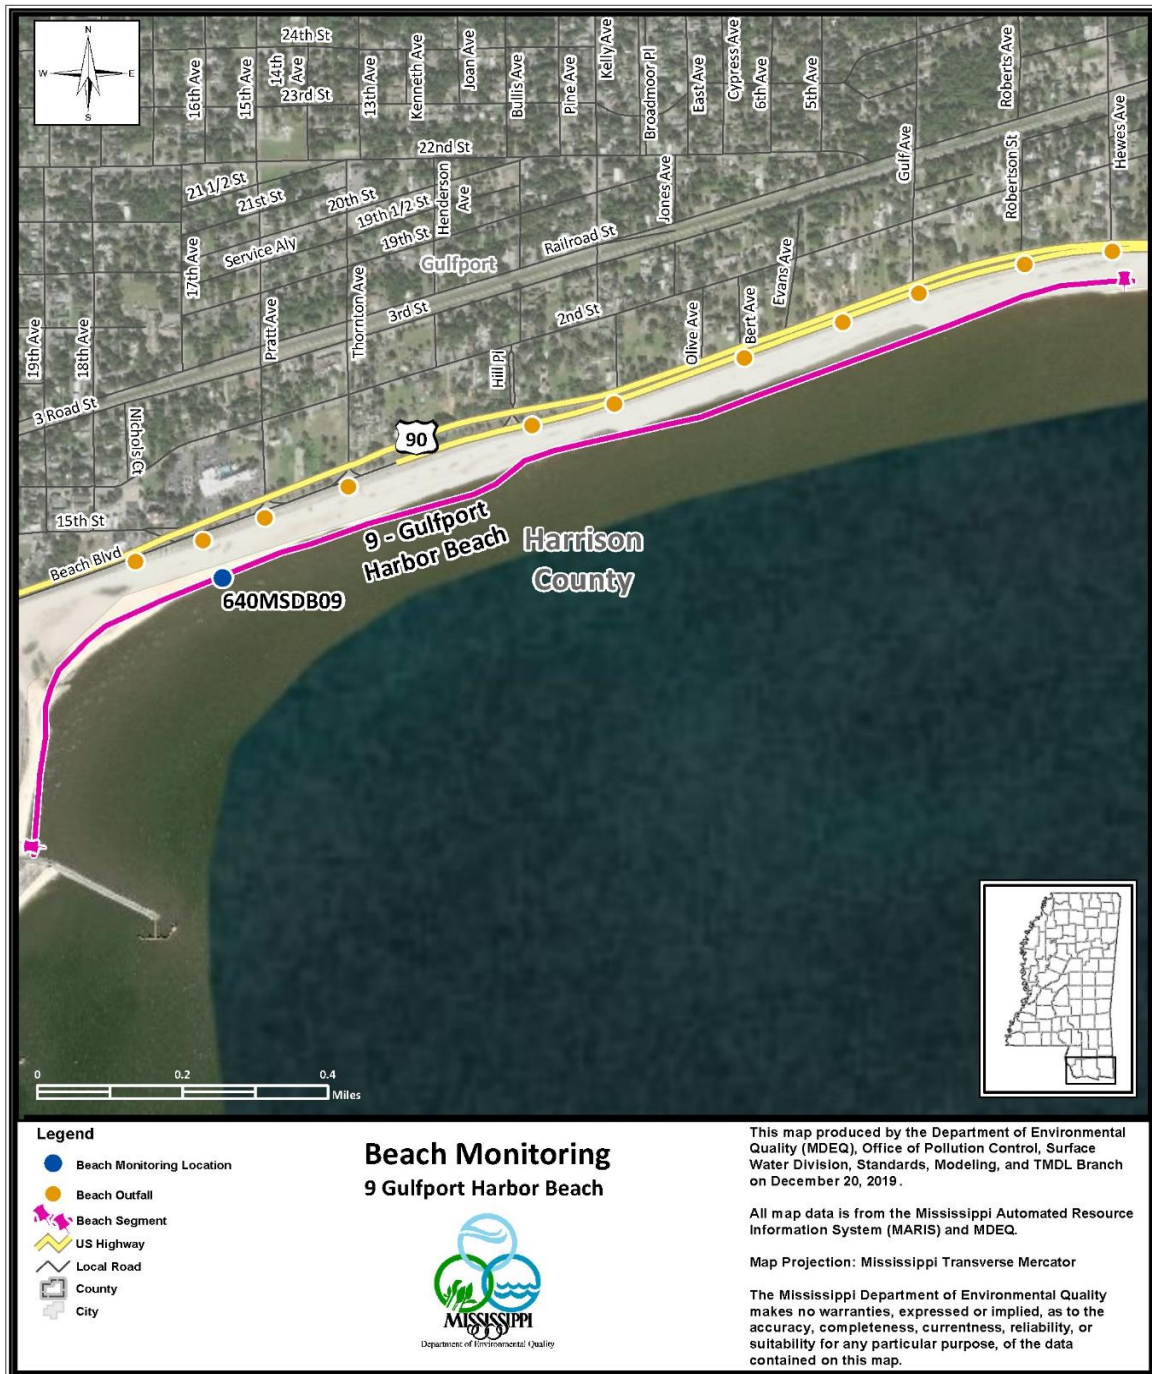 N
W
E
S
24th St
16th Ave
15th Ave
14th
Ave
23rd St
13th Ave
Kenneth Ave
Joan Ave
Bullis Ave
Pine Ave
Kelly Ave
Broadmoor Pl
East Ave
Cypress Ave
6th Ave
5th Ave
Roberts Ave
Hewes Ave
22nd St
21 1/2 St
21st St
20th St
19th 1/2 St
19th St
Henderson
Ave
Service Aly
17th Ave
Jones Ave
Gulf Ave
Robertson St
Railroad St
Gulfport
Evans Ave
Thornton Ave
3rd St
2nd St
Pratt Ave
19th Ave
18th Ave
Olive Ave
Bert Ave
Hill Pl
3 Road St
Nichols Ct
90
15th St
Beach Blvd
9 - Gulfport
Harbor Beach
Harrison
County
640MSDB09
0
0.2
0.4
Miles
Legend
Beach Monitoring Location
Beach Outfall
Beach Segment
US Highway
Local Road
County
City
Beach Monitoring
9 Gulfport Harbor Beach
MISSISSIPPI
Department of Environmental Quality
This map produced by the Department of Environmental
Quality (MDEQ), Office of Pollution Control, Surface
Water Division, Standards, Modeling, and TMDL Branch
on December 20, 2019.
All map data is from the Mississippi Automated Resource
Information System (MARIS) and MDEQ.
Map Projection: Mississippi Transverse Mercator
The Mississippi Department of Environmental Quality
makes no warranties, expressed or implied, as to the
accuracy, completeness, currentness, reliability, or
suitability for any particular purpose, of the data
contained on this map.